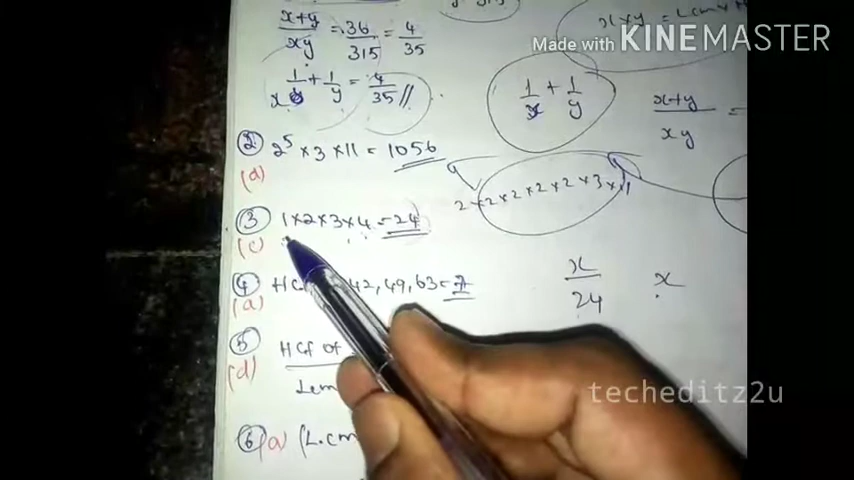 x×y = Lcm ×
x+y/xy = 36/315 = 4/35
Made with KINEMASTER
x 1/x + 1/y = 4/35 //
1/x + 1/y
x+y/xy =
② 2⁵ × 3 × 11 = 1056
(d)
2 × 2 × 2 × 2 × 2 × 3 × 11
③ 1×2×3×4 = 24
(c)
④ HCf 42, 49, 63 = 7
(a)
x/24 x
⑤ HCf of
(d) Lcm
techeditz2u
⑥ a) (L.cm